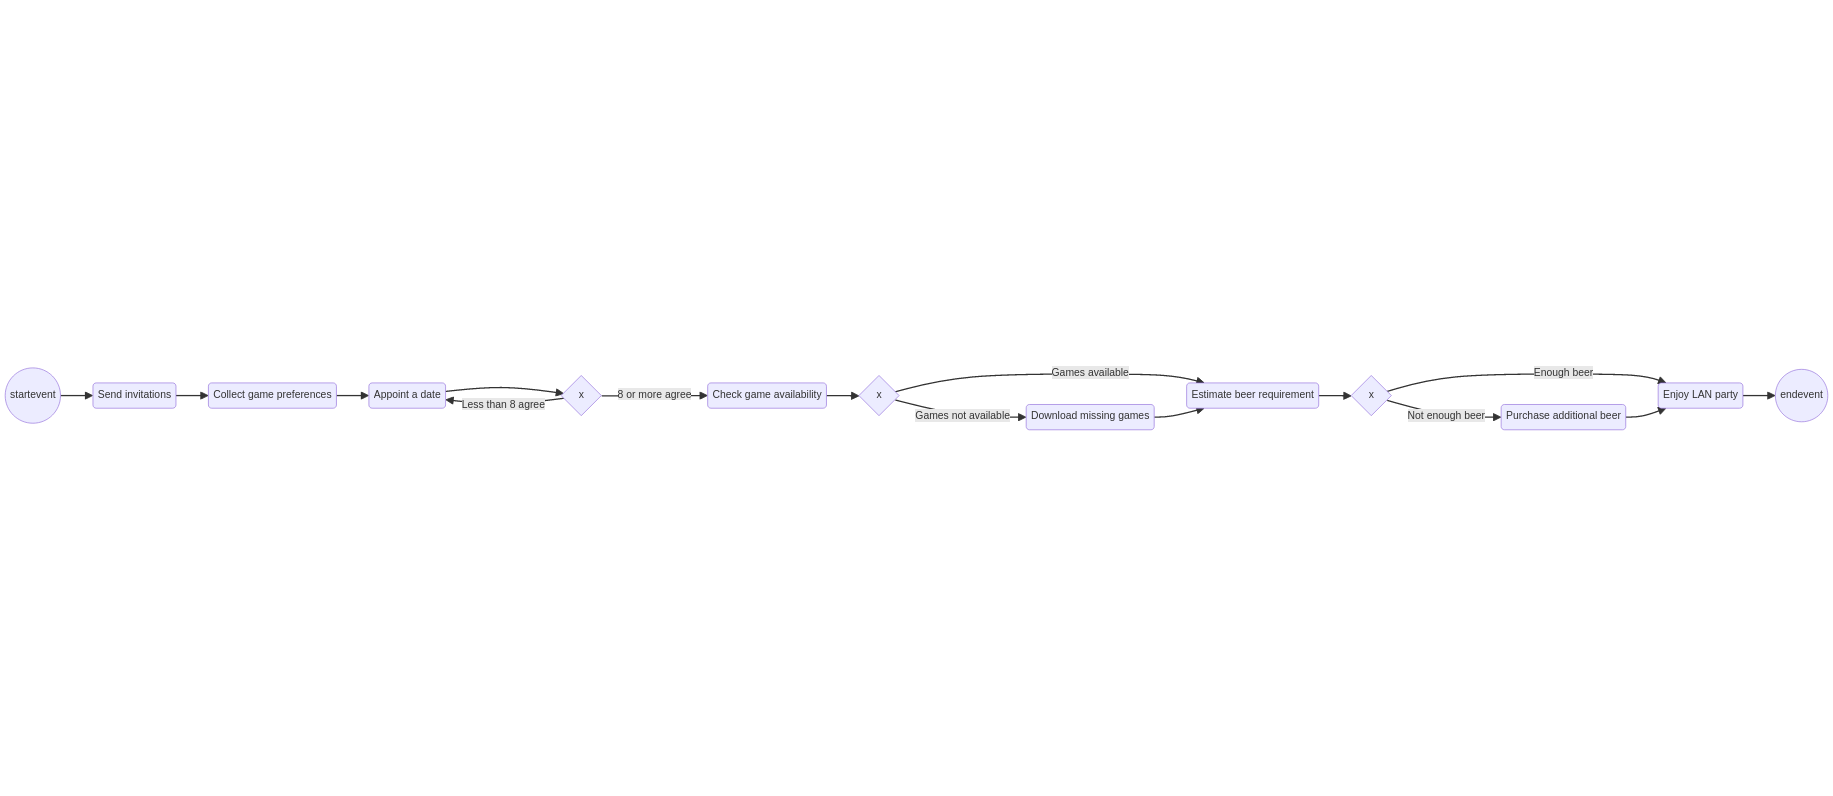 startevent
Send invitations
Collect game preferences
Appoint a date
Less than 8 agree
x
8 or more agree
Check game availability
x
Games available
Games not available
Download missing games
Estimate beer requirement
x
Enough beer
Not enough beer
Purchase additional beer
Enjoy LAN party
endevent